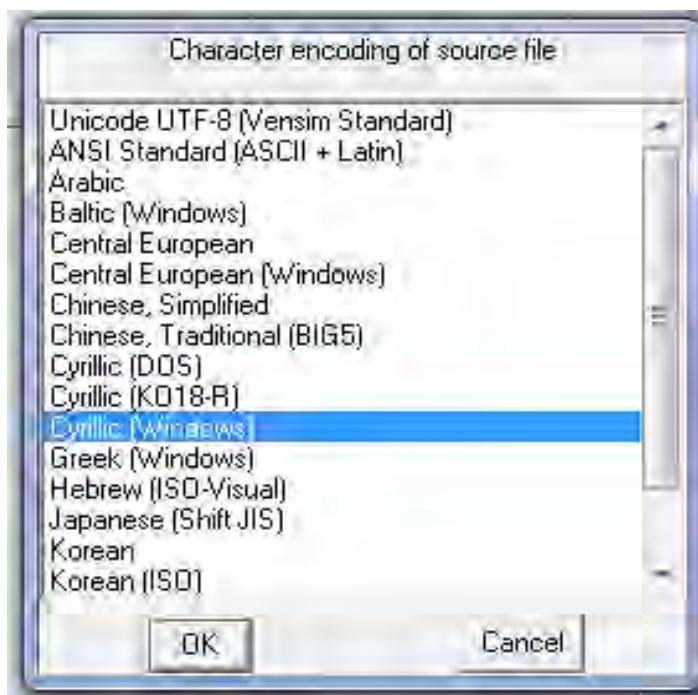 Character encoding of source file
Unicode UTF-8 (Vensim Standard)
ANSI Standard (ASCII + Latin)
Arabic
Baltic (Windows)
Central European
Central European (Windows)
Chinese, Simplified
Chinese, Traditional (BIG5)
Cyrillic (DOS)
Cyrillic (KO18-R)
Cyrillic (Windows)
Greek (Windows)
Hebrew (ISO-Visual)
Japanese (Shift JIS)
Korean
Korean (ISO)
OK Cancel